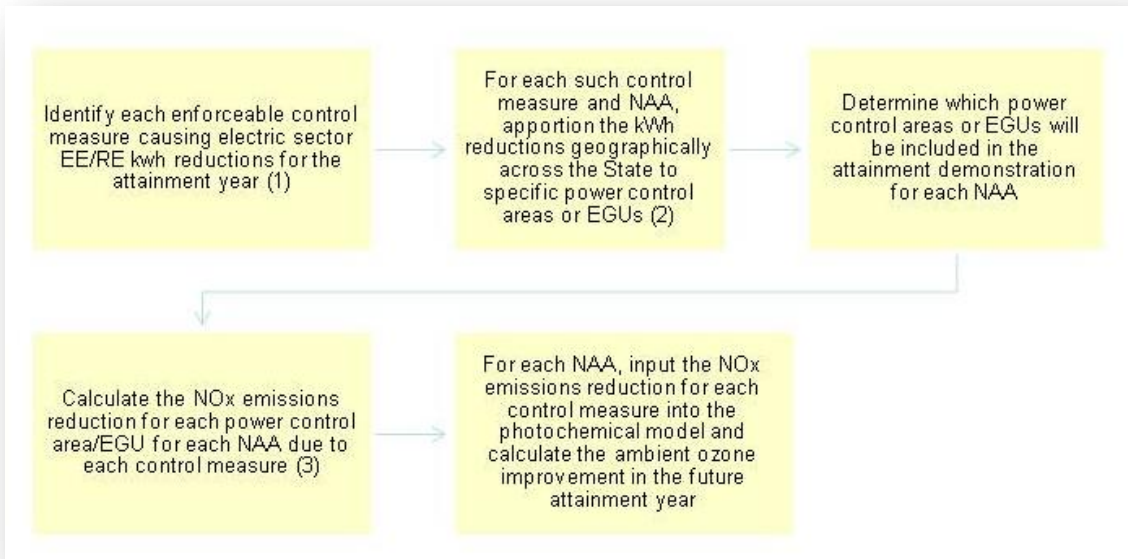 Identify each enforceable control
measure causing electric sector
EE/RE kwh reductions for the
attainment year (1)
For each such control
measure and NAA,
apportion the kWh
reductions geographically
across the State to
specific power control
areas or EGUs (2)
Determine which power
control areas or EGUs will
be included in the
attainment demonstration
for each NAA
Calculate the NOx emissions
reduction for each power control
area/EGU for each NAA due to
each control measure (3)
For each NAA, input the NOx
emissions reduction for each
control measure into the
photochemical model and
calculate the ambient ozone
improvement in the future
attainment year